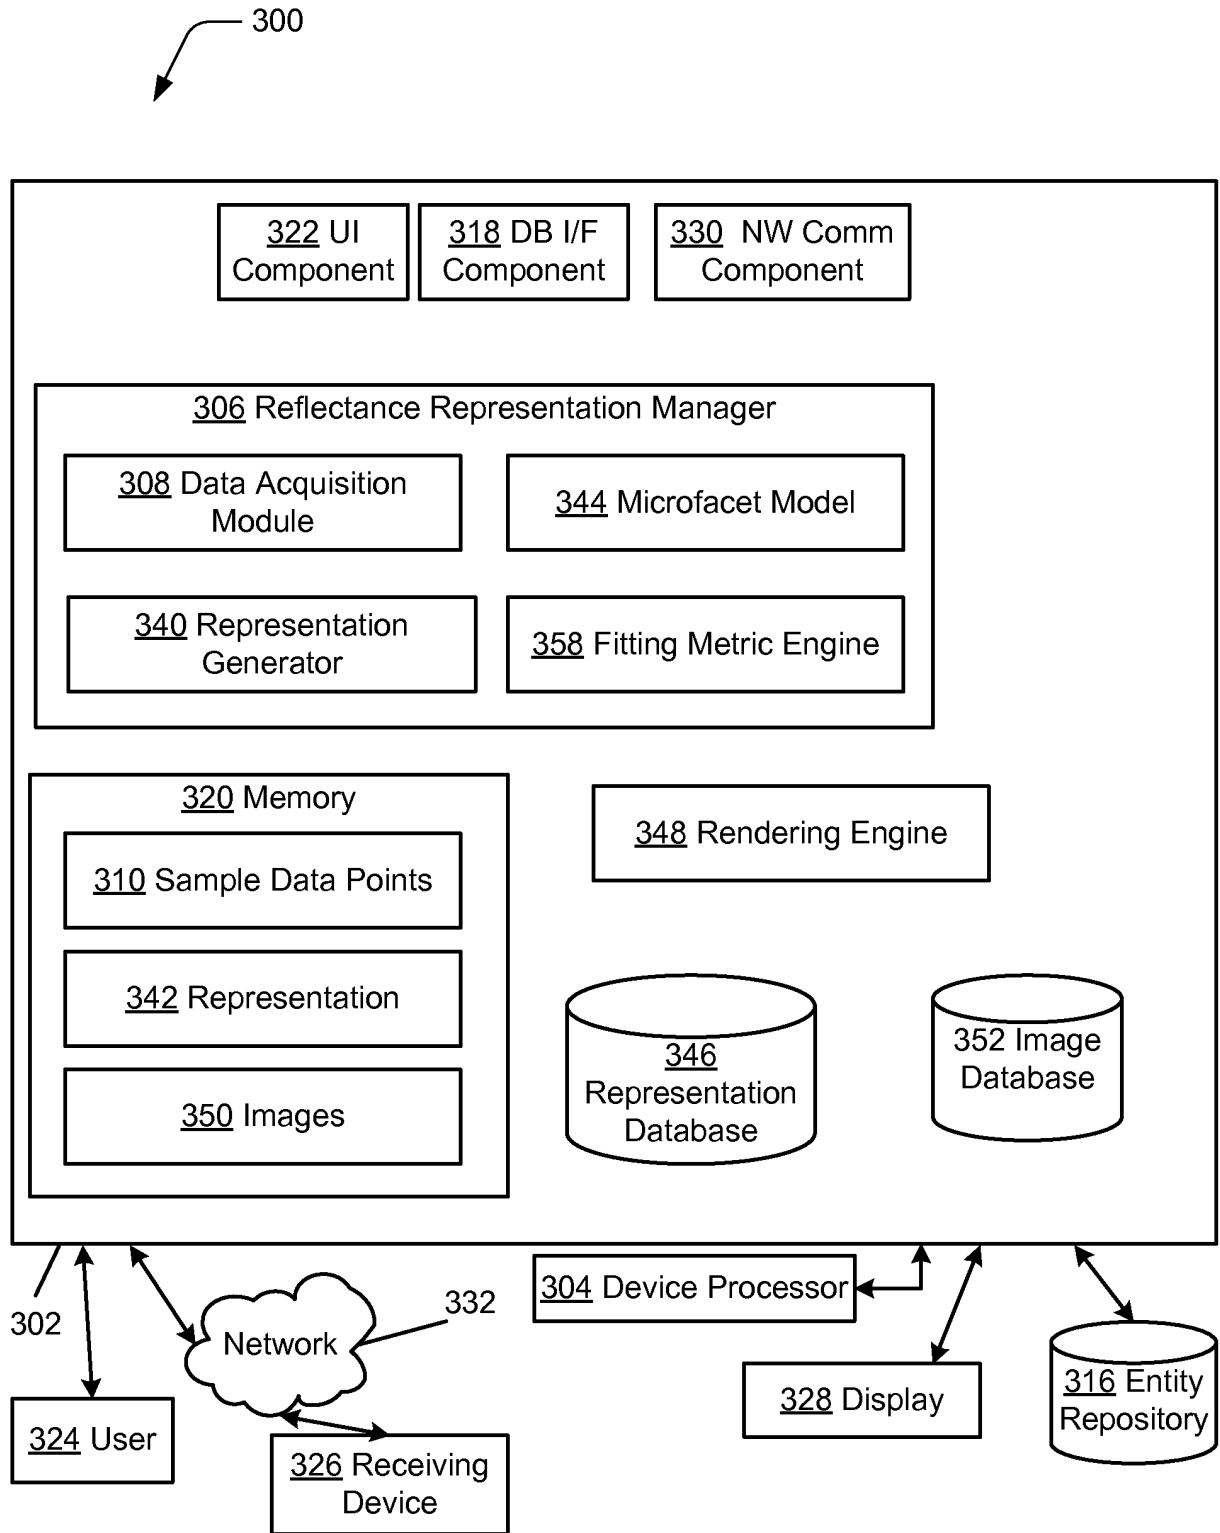 300
322 UI
Component
318 DB I/F
Component
330 NW Comm
Component
306 Reflectance Representation Manager
308 Data Acquisition
Module
344 Microfacet Model
340 Representation
Generator
358 Fitting Metric Engine
320 Memory
310 Sample Data Points
342 Representation
350 Images
348 Rendering Engine
346
Representation
Database
352 Image
Database
302
324 User
Network
332
326 Receiving
Device
304 Device Processor
328 Display
316 Entity
Repository